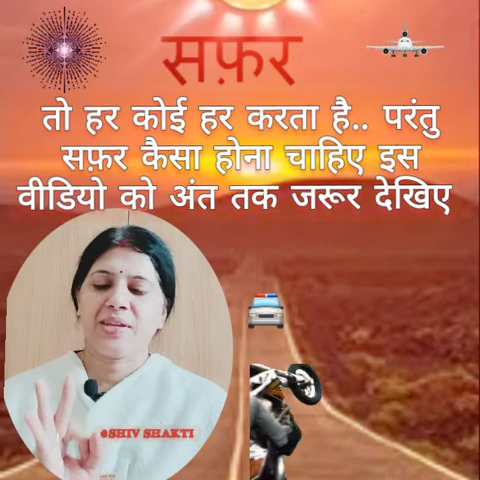 सफ़र
तो हर कोई हर करता है.. परंतु
सफ़र कैसा होना चाहिए इस
वीडियो को अंत तक जरूर देखिए
@SHIV SHAKTI